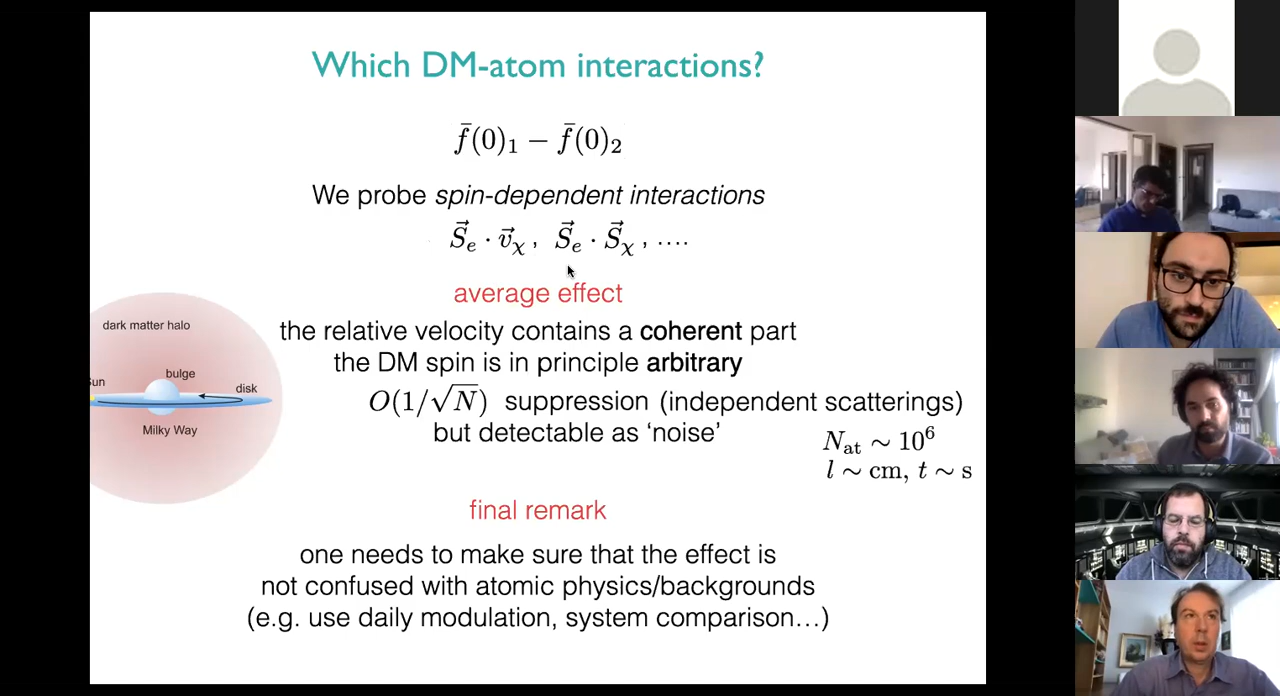 Which DM-atom interactions?
f̄(0)₁ − f̄(0)₂
We probe spin-dependent interactions
S⃗ₑ · v⃗_χ , S⃗ₑ · S⃗_χ , ....
average effect
the relative velocity contains a coherent part
the DM spin is in principle arbitrary
O(1/√N) suppression (independent scatterings)
but detectable as ‘noise’
N_at ∼ 10⁶
l ∼ cm, t ∼ s
dark matter halo
bulge
un
disk
Milky Way
final remark
one needs to make sure that the effect is
not confused with atomic physics/backgrounds
(e.g. use daily modulation, system comparison…)